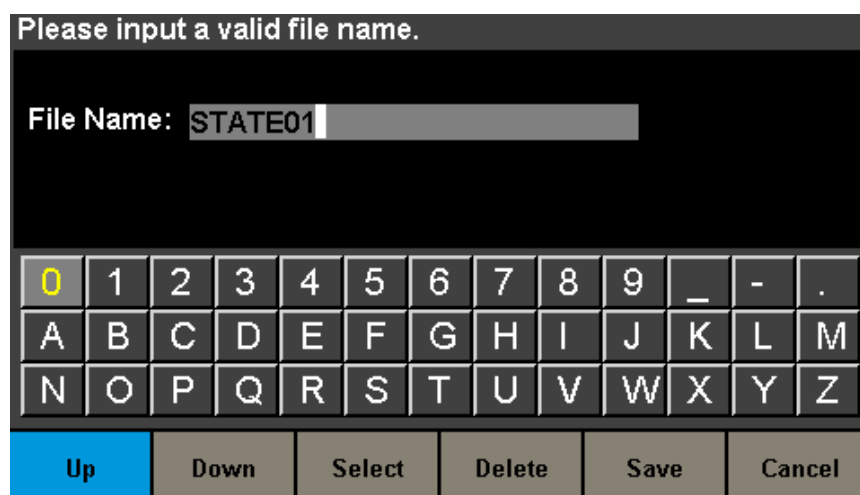 Please input a valid file name.
File Name: STATE01
0 1 2 3 4 5 6 7 8 9 _ - .
A B C D E F G H I J K L M
N O P Q R S T U V W X Y Z
Up Down Select Delete Save Cancel